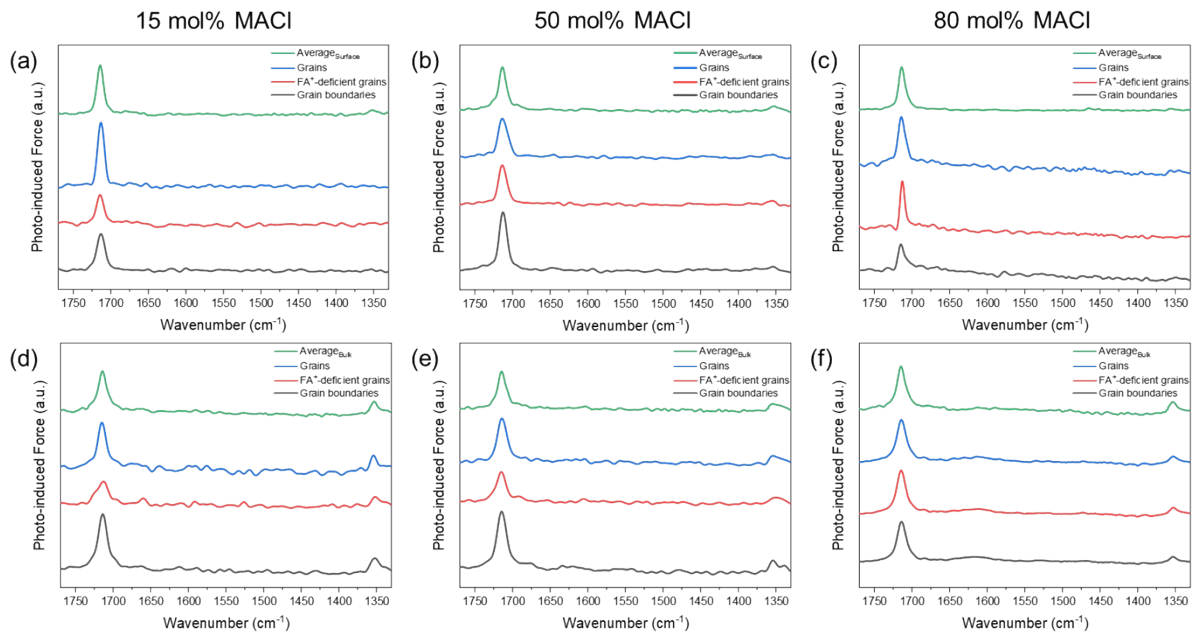 15 mol% MACl
50 mol% MACl
80 mol% MACl
(a)
Average_Surface
Grains
FA⁺-deficient grains
Grain boundaries
Photo-induced Force (a.u.)
1750 1700 1650 1600 1550 1500 1450 1400 1350
Wavenumber (cm⁻¹)
(b)
Average_Surface
Grains
FA⁺-deficient grains
Grain boundaries
Photo-induced Force (a.u.)
1750 1700 1650 1600 1550 1500 1450 1400 1350
Wavenumber (cm⁻¹)
(c)
Average_Surface
Grains
FA⁺-deficient grains
Grain boundaries
Photo-induced Force (a.u.)
1750 1700 1650 1600 1550 1500 1450 1400 1350
Wavenumber (cm⁻¹)
(d)
Average_Bulk
Grains
FA⁺-deficient grains
Grain boundaries
Photo-induced Force (a.u.)
1750 1700 1650 1600 1550 1500 1450 1400 1350
Wavenumber (cm⁻¹)
(e)
Average_Bulk
Grains
FA⁺-deficient grains
Grain boundaries
Photo-induced Force (a.u.)
1750 1700 1650 1600 1550 1500 1450 1400 1350
Wavenumber (cm⁻¹)
(f)
Average_Bulk
Grains
FA⁺-deficient grains
Grain boundaries
Photo-induced Force (a.u.)
1750 1700 1650 1600 1550 1500 1450 1400 1350
Wavenumber (cm⁻¹)